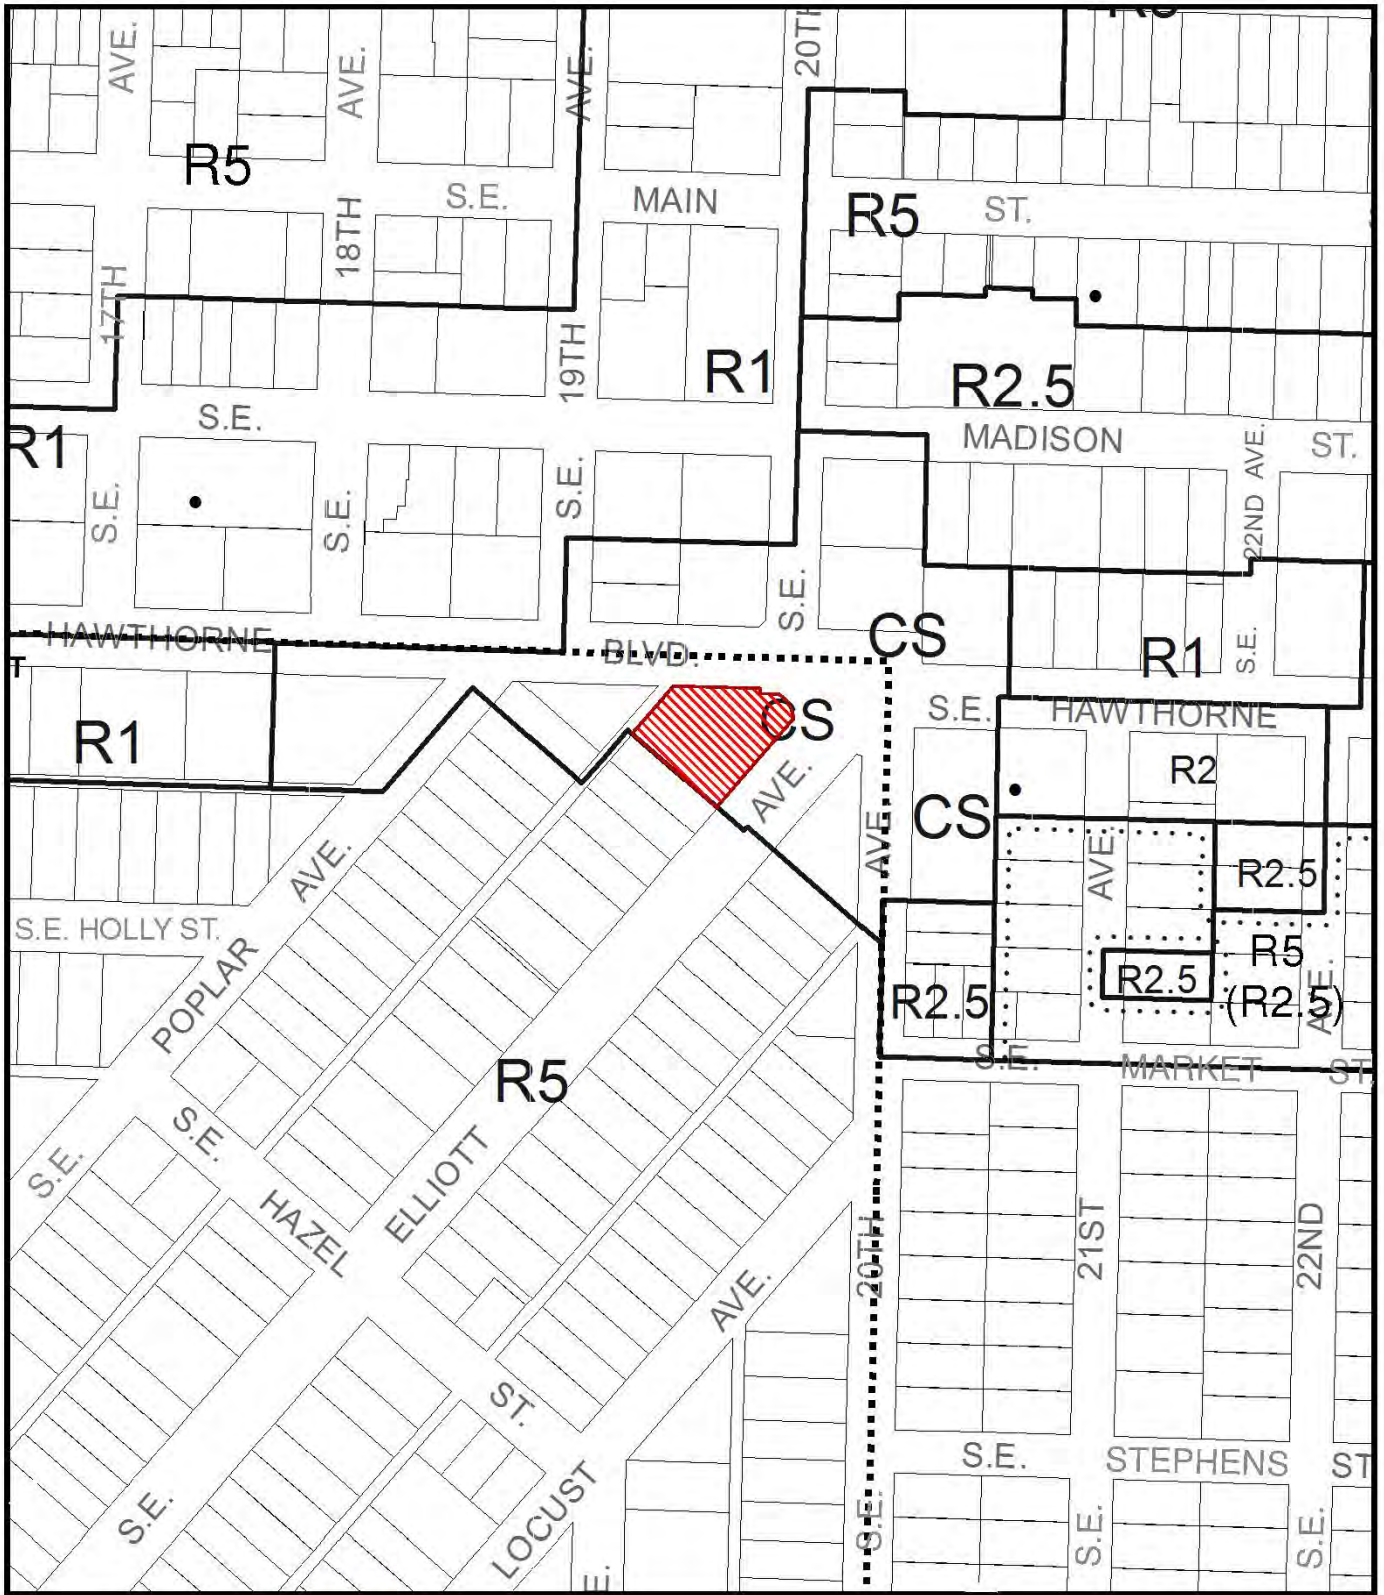 AVE.
AVE.
AVE.
20TH
R5
R5
18TH
S.E.
MAIN
R5
ST.
17TH
19TH
R1
R2.5
S.E.
MADISON
ST.
R1
22ND AVE.
S.E.
S.E.
S.E.
S.E.
HAWTHORNE
BLVD.
CS
R1
S.E.
T
R1
CS
S.E.
HAWTHORNE
R2
AVE.
CS
AVE.
AVE.
AVE.
R2.5
S.E. HOLLY ST.
POPLAR
R5
(R2.5)
R2.5
R2.5
AVE.
R5
S.E.
MARKET
ST.
S.E.
S.E.
HAZEL
ELLIOTT
AVE.
20TH
21ST
22ND
ST.
S.E.
STEPHENS
ST
S.E.
LOCUST
S.E.
S.E.
S.E.
E.